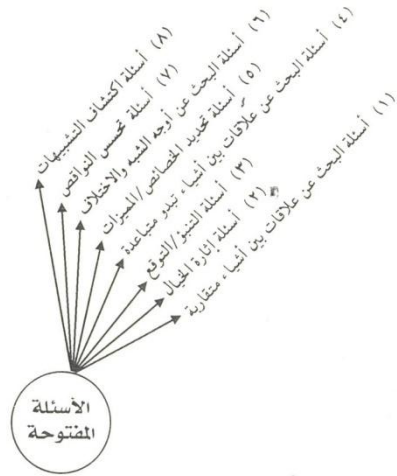 (١) أسئلة البحث عن علاقات بين أشياء متقاربة
(٢) أسئلة إثارة الخيال
(٣) أسئلة التنبؤ/التوقع
(٤) أسئلة البحث عن علاقات بين أشياء تبدو متباعدة
(٥) أسئلة تحديد الخصائص/المميزات
(٦) أسئلة البحث عن أوجه الشبه والاختلاف
(٧) أسئلة تحسس النواقص
(٨) أسئلة اكتشاف التشبيهات
الأسئلة
المفتوحة